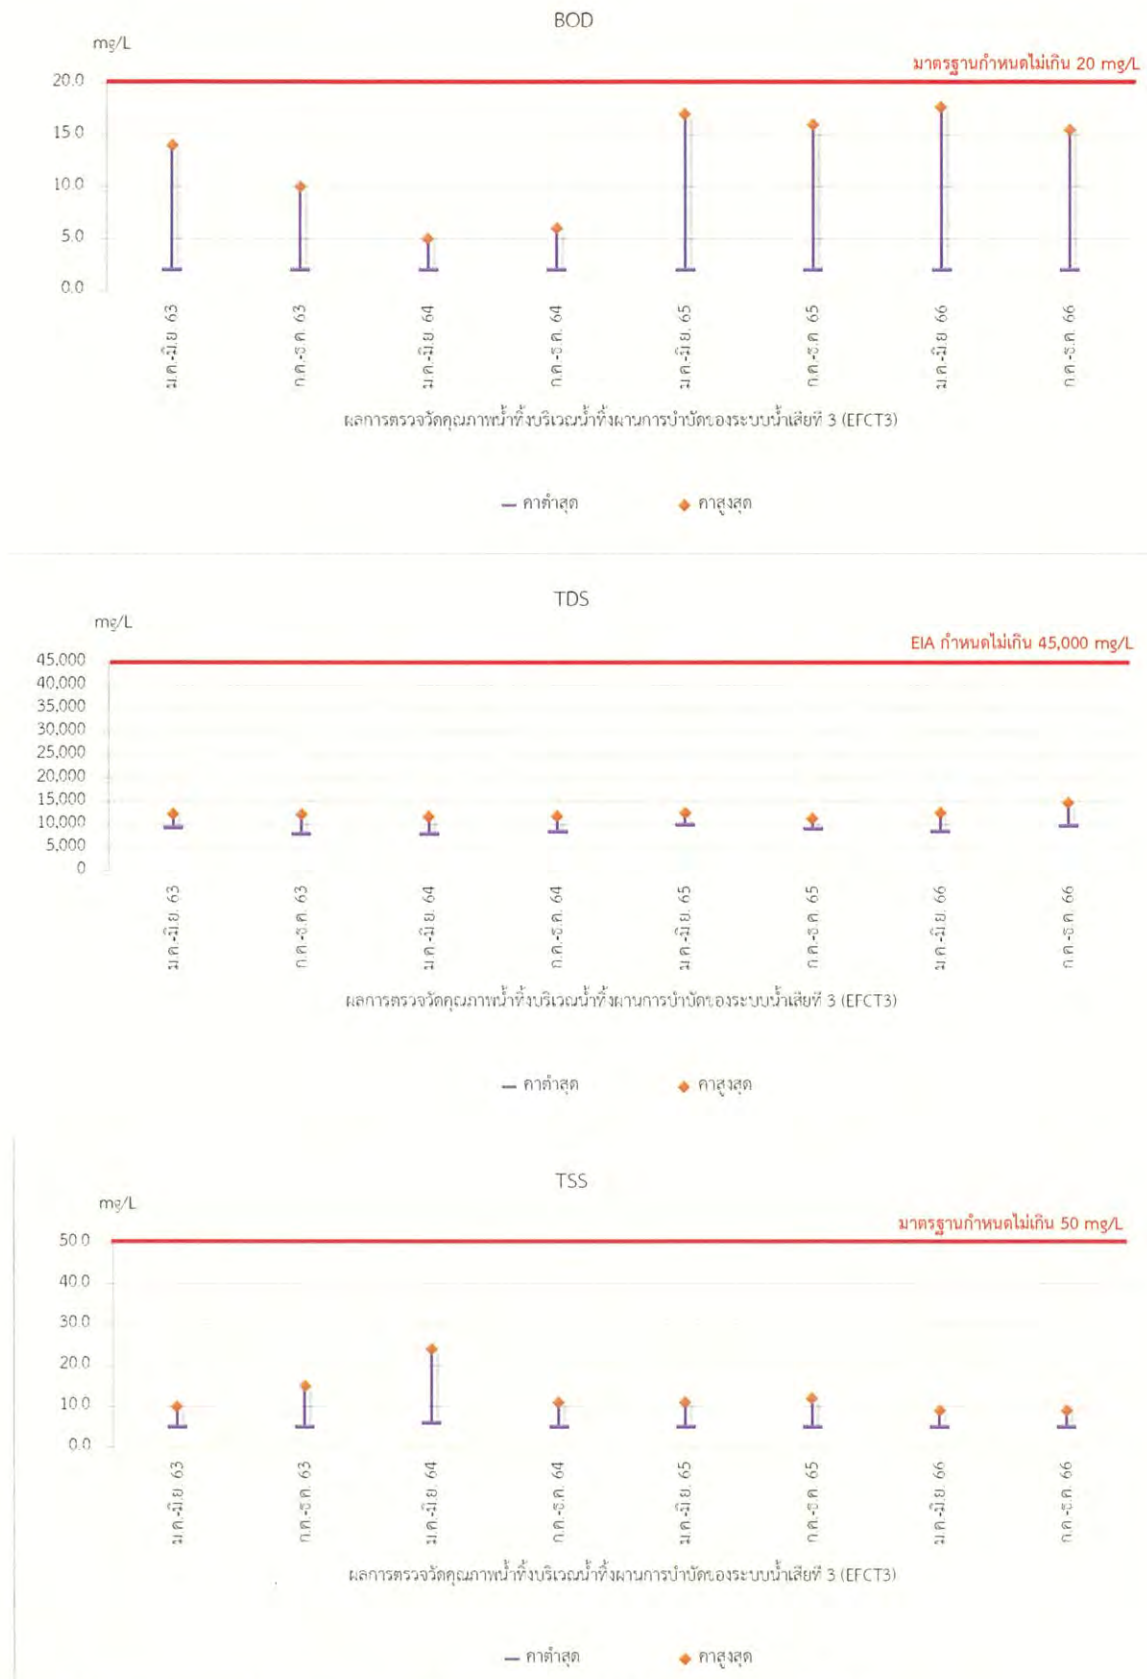 BOD
mg/L
มาตรฐานกำหนดไม่เกิน 20 mg/L
20.0
15.0
10.0
5.0
0.0
ม.ค.-มิ.ย. 63
ก.ค.-ธ.ค. 63
ม.ค.-มิ.ย. 64
ก.ค.-ธ.ค. 64
ม.ค.-มิ.ย. 65
ก.ค.-ธ.ค. 65
ม.ค.-มิ.ย. 66
ก.ค.-ธ.ค. 66
ผลการตรวจวัดคุณภาพน้ำทิ้งบริเวณน้ำทิ้งผ่านการบำบัดของระบบน้ำเสียที่ 3 (EFCT3)
ค่าต่ำสุด
ค่าสูงสุด
TDS
mg/L
EIA กำหนดไม่เกิน 45,000 mg/L
45,000
40,000
35,000
30,000
25,000
20,000
15,000
10,000
5,000
0
ม.ค.-มิ.ย. 63
ก.ค.-ธ.ค. 63
ม.ค.-มิ.ย. 64
ก.ค.-ธ.ค. 64
ม.ค.-มิ.ย. 65
ก.ค.-ธ.ค. 65
ม.ค.-มิ.ย. 66
ก.ค.-ธ.ค. 66
ผลการตรวจวัดคุณภาพน้ำทิ้งบริเวณน้ำทิ้งผ่านการบำบัดของระบบน้ำเสียที่ 3 (EFCT3)
ค่าต่ำสุด
ค่าสูงสุด
TSS
mg/L
มาตรฐานกำหนดไม่เกิน 50 mg/L
50.0
40.0
30.0
20.0
10.0
0.0
ม.ค.-มิ.ย. 63
ก.ค.-ธ.ค. 63
ม.ค.-มิ.ย. 64
ก.ค.-ธ.ค. 64
ม.ค.-มิ.ย. 65
ก.ค.-ธ.ค. 65
ม.ค.-มิ.ย. 66
ก.ค.-ธ.ค. 66
ผลการตรวจวัดคุณภาพน้ำทิ้งบริเวณน้ำทิ้งผ่านการบำบัดของระบบน้ำเสียที่ 3 (EFCT3)
ค่าต่ำสุด
ค่าสูงสุด